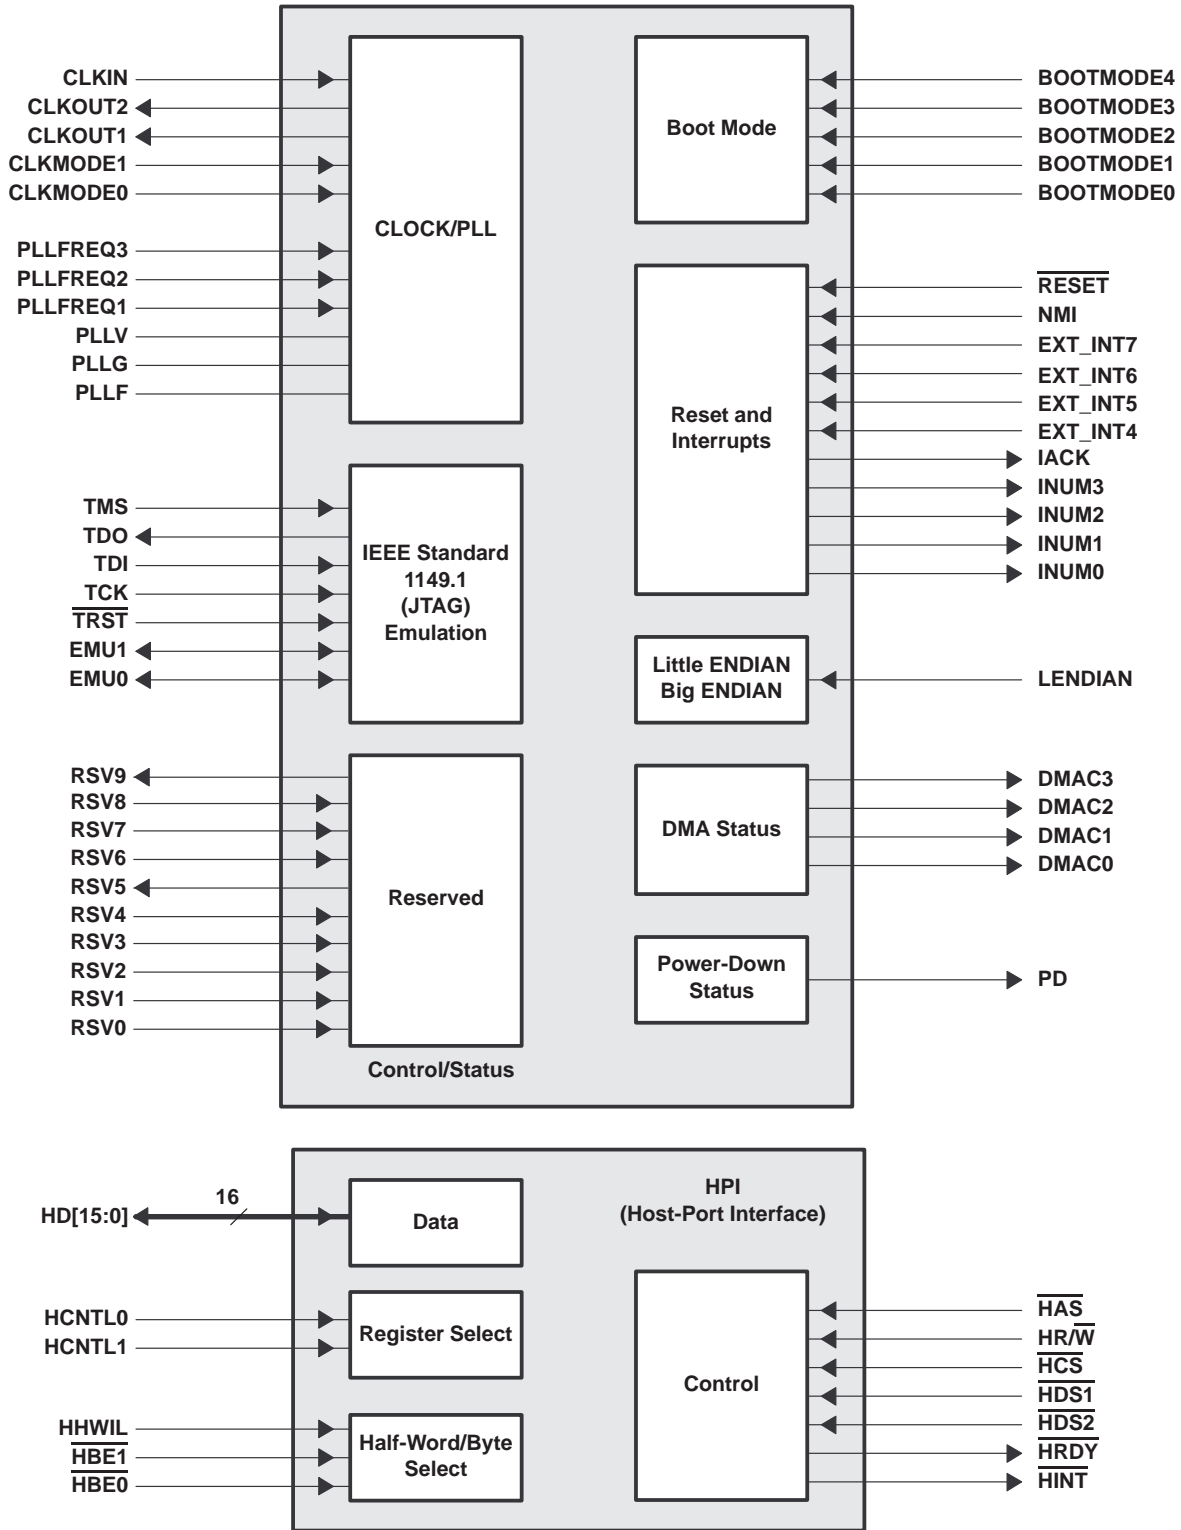 CLKIN
CLKOUT2
CLKOUT1
CLKMODE1
CLKMODE0
PLLFREQ3
PLLFREQ2
PLLFREQ1
PLLV
PLLG
PLLF
CLOCK/PLL
Boot Mode
BOOTMODE4
BOOTMODE3
BOOTMODE2
BOOTMODE1
BOOTMODE0
Reset and
Interrupts
RESET
NMI
EXT_INT7
EXT_INT6
EXT_INT5
EXT_INT4
IACK
INUM3
INUM2
INUM1
INUM0
TMS
TDO
TDI
TCK
TRST
EMU1
EMU0
IEEE Standard
1149.1
(JTAG)
Emulation
Little ENDIAN
Big ENDIAN
LENDIAN
RSV9
RSV8
RSV7
RSV6
RSV5
RSV4
RSV3
RSV2
RSV1
RSV0
Reserved
DMA Status
DMAC3
DMAC2
DMAC1
DMAC0
Power-Down
Status
PD
Control/Status
HD[15:0]
16
Data
HPI
(Host-Port Interface)
HCNTL0
HCNTL1
Register Select
HHWIL
HBE1
HBE0
Half-Word/Byte
Select
Control
HAS
HR/W
HCS
HDS1
HDS2
HRDY
HINT